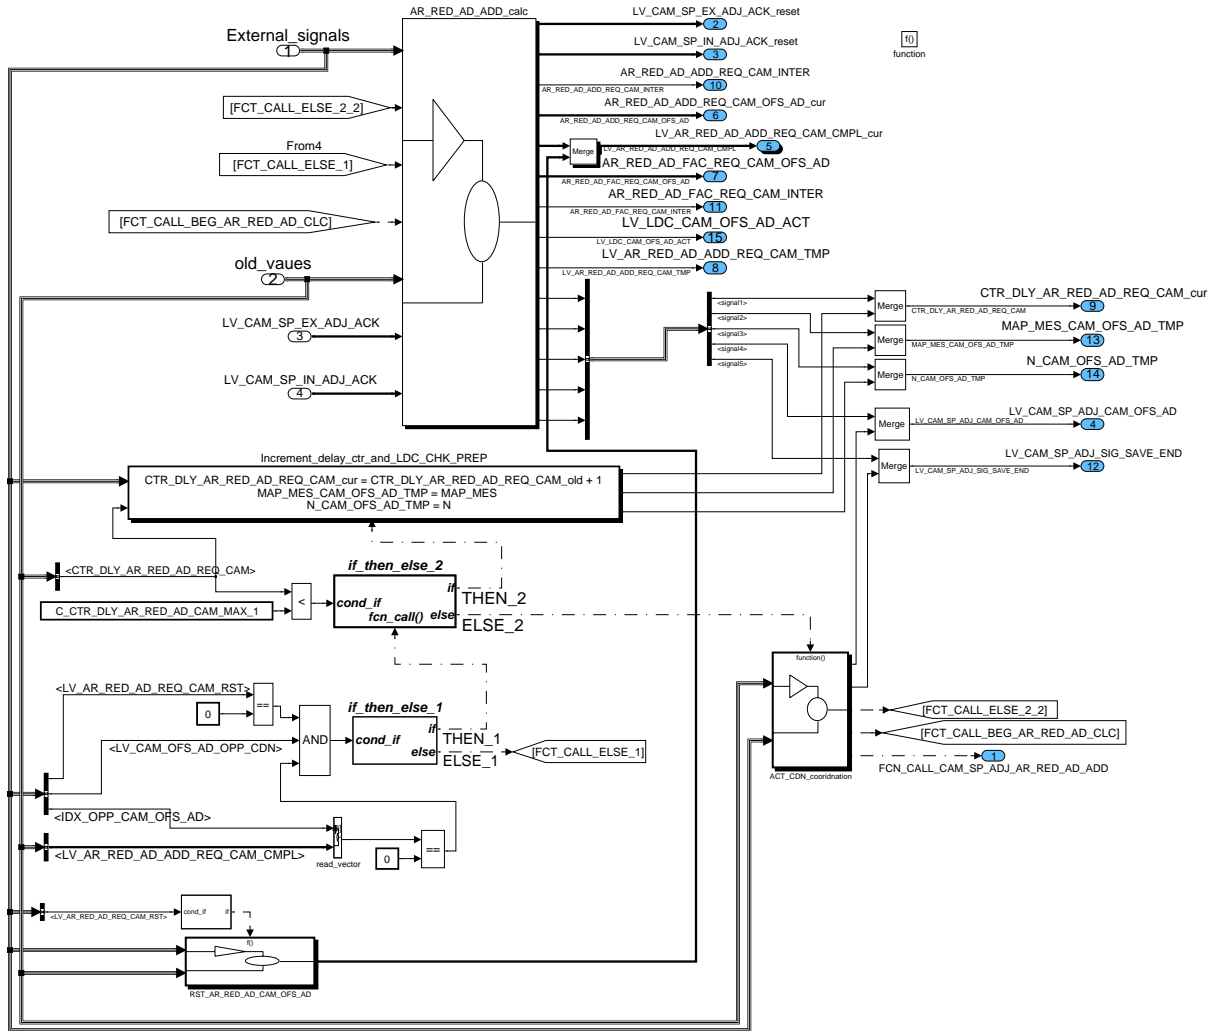 AR_RED_AD_ADD_calc
LV_CAM_SP_EX_ADJ_ACK_reset
2
External_signals
1
LV_CAM_SP_IN_ADJ_ACK_reset
3
f()
function
AR_RED_AD_ADD_REQ_CAM_INTER
10
AR_RED_AD_ADD_REQ_CAM_INTER
[FCT_CALL_ELSE_2_2]
AR_RED_AD_ADD_REQ_CAM_OFS_AD_cur
6
AR_RED_AD_ADD_REQ_CAM_OFS_AD
LV_AR_RED_AD_ADD_REQ_CAM_CMPL_cur
Merge
5
LV_AR_RED_AD_ADD_REQ_CAM_CMPL
From4
[FCT_CALL_ELSE_1]
AR_RED_AD_FAC_REQ_CAM_OFS_AD
7
AR_RED_AD_FAC_REQ_CAM_OFS_AD
AR_RED_AD_FAC_REQ_CAM_INTER
11
AR_RED_AD_FAC_REQ_CAM_INTER
[FCT_CALL_BEG_AR_RED_AD_CLC]
LV_LDC_CAM_OFS_AD_ACT
15
LV_LDC_CAM_OFS_AD_ACT
old_vaues
2
LV_AR_RED_AD_ADD_REQ_CAM_TMP
8
LV_AR_RED_AD_ADD_REQ_CAM_TMP
<signal1>
<signal2>
<signal3>
<signal4>
<signal5>
Merge
CTR_DLY_AR_RED_AD_REQ_CAM_cur
9
CTR_DLY_AR_RED_AD_REQ_CAM
LV_CAM_SP_EX_ADJ_ACK
3
Merge
MAP_MES_CAM_OFS_AD_TMP
13
MAP_MES_CAM_OFS_AD_TMP
Merge
N_CAM_OFS_AD_TMP
14
N_CAM_OFS_AD_TMP
LV_CAM_SP_IN_ADJ_ACK
4
Merge
LV_CAM_SP_ADJ_CAM_OFS_AD
4
LV_CAM_SP_ADJ_CAM_OFS_AD
Merge
LV_CAM_SP_ADJ_SIG_SAVE_END
12
LV_CAM_SP_ADJ_SIG_SAVE_END
Increment_delay_ctr_and_LDC_CHK_PREP
CTR_DLY_AR_RED_AD_REQ_CAM_cur = CTR_DLY_AR_RED_AD_REQ_CAM_old + 1
MAP_MES_CAM_OFS_AD_TMP = MAP_MES
N_CAM_OFS_AD_TMP = N
<CTR_DLY_AR_RED_AD_REQ_CAM>
C_CTR_DLY_AR_RED_AD_CAM_MAX_1
<
if_then_else_2
if
cond_if
fcn_call()
else
THEN_2
ELSE_2
function()
ACT_CDN_cooridnation
<LV_AR_RED_AD_REQ_CAM_RST>
0
==
<LV_CAM_OFS_AD_OPP_CDN>
AND
if_then_else_1
if
cond_if
else
THEN_1
ELSE_1
[FCT_CALL_ELSE_1]
[FCT_CALL_ELSE_2_2]
[FCT_CALL_BEG_AR_RED_AD_CLC]
1
FCN_CALL_CAM_SP_ADJ_AR_RED_AD_ADD
<IDX_OPP_CAM_OFS_AD>
<LV_AR_RED_AD_ADD_REQ_CAM_CMPL>
read_vector
0
==
<LV_AR_RED_AD_REQ_CAM_RST>
cond_if
if
f()
RST_AR_RED_AD_CAM_OFS_AD